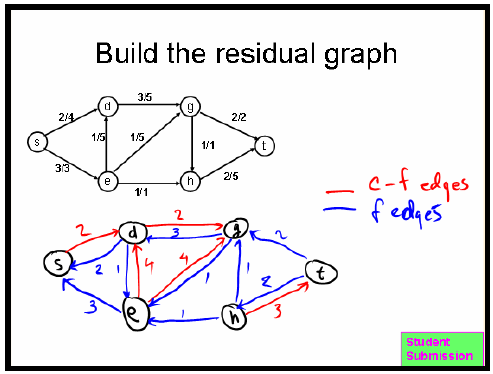 Build the residual graph
3/5
d g
2/4 2/2
s 1/5 1/5 1/1 t
3/3 2/5
e 1/1 h
c-f edges
f edges
2 d 2 g 2
3
s 2 1 4 4 1 1 2 t
3 e 1 h 3
Student
Submission